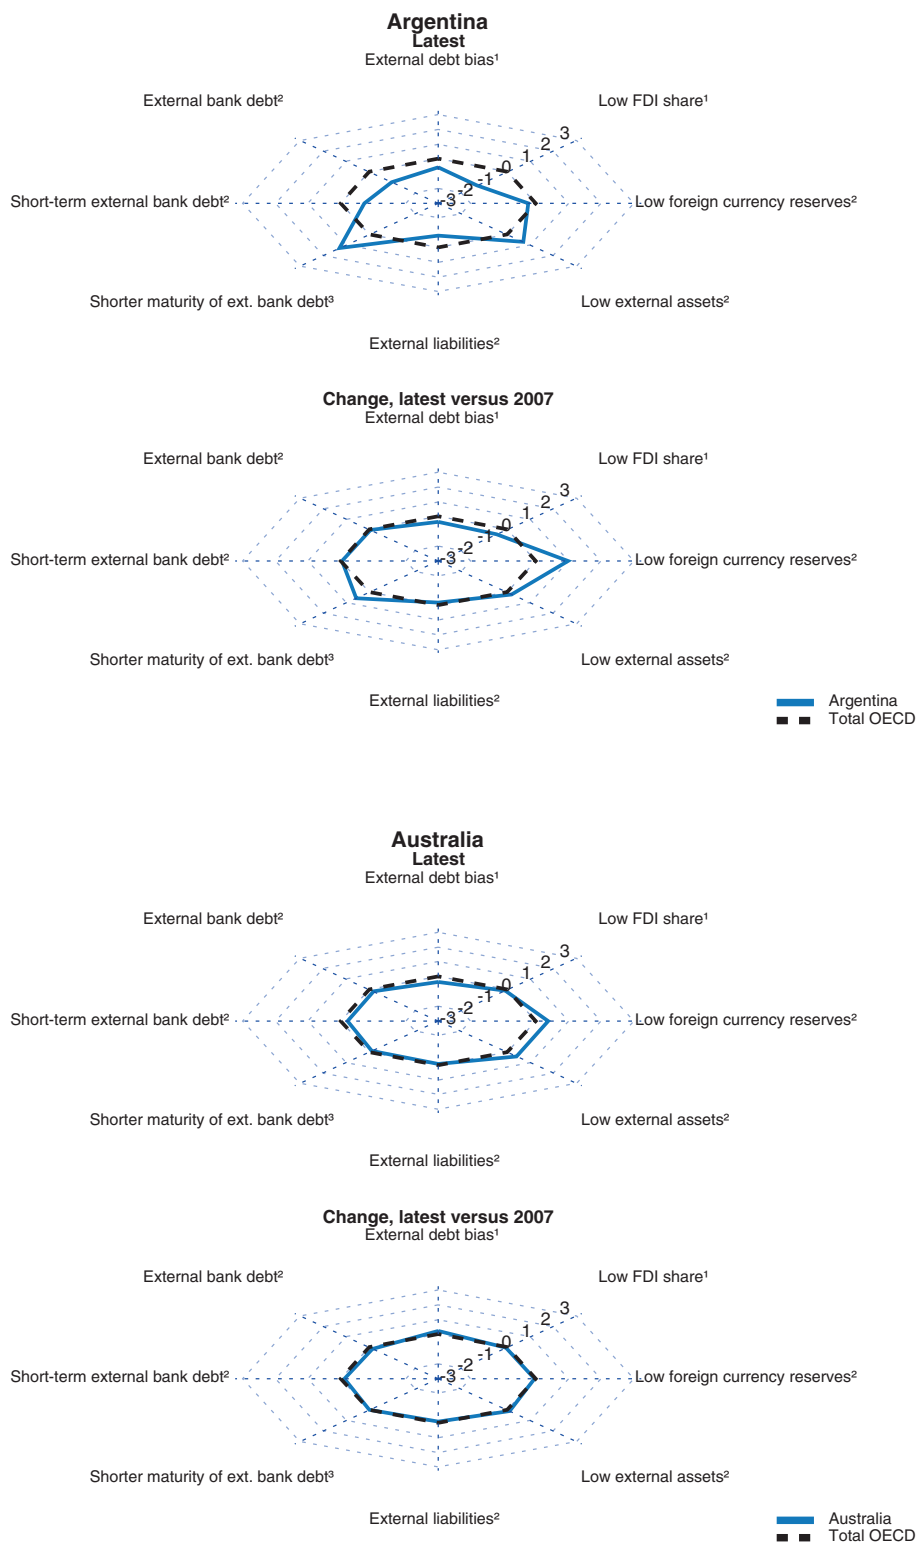 Argentina
Latest
External debt bias¹
External bank debt²
Low FDI share¹
3
2
1
0
-1
-2
-3
Short-term external bank debt²
Low foreign currency reserves²
Shorter maturity of ext. bank debt³
Low external assets²
External liabilities²
Change, latest versus 2007
External debt bias¹
External bank debt²
Low FDI share¹
3
2
1
0
-1
-2
-3
Short-term external bank debt²
Low foreign currency reserves²
Shorter maturity of ext. bank debt³
Low external assets²
External liabilities²
Argentina
Total OECD
Australia
Latest
External debt bias¹
External bank debt²
Low FDI share¹
3
2
1
0
-1
-2
-3
Short-term external bank debt²
Low foreign currency reserves²
Shorter maturity of ext. bank debt³
Low external assets²
External liabilities²
Change, latest versus 2007
External debt bias¹
External bank debt²
Low FDI share¹
3
2
1
0
-1
-2
-3
Short-term external bank debt²
Low foreign currency reserves²
Shorter maturity of ext. bank debt³
Low external assets²
External liabilities²
Australia
Total OECD